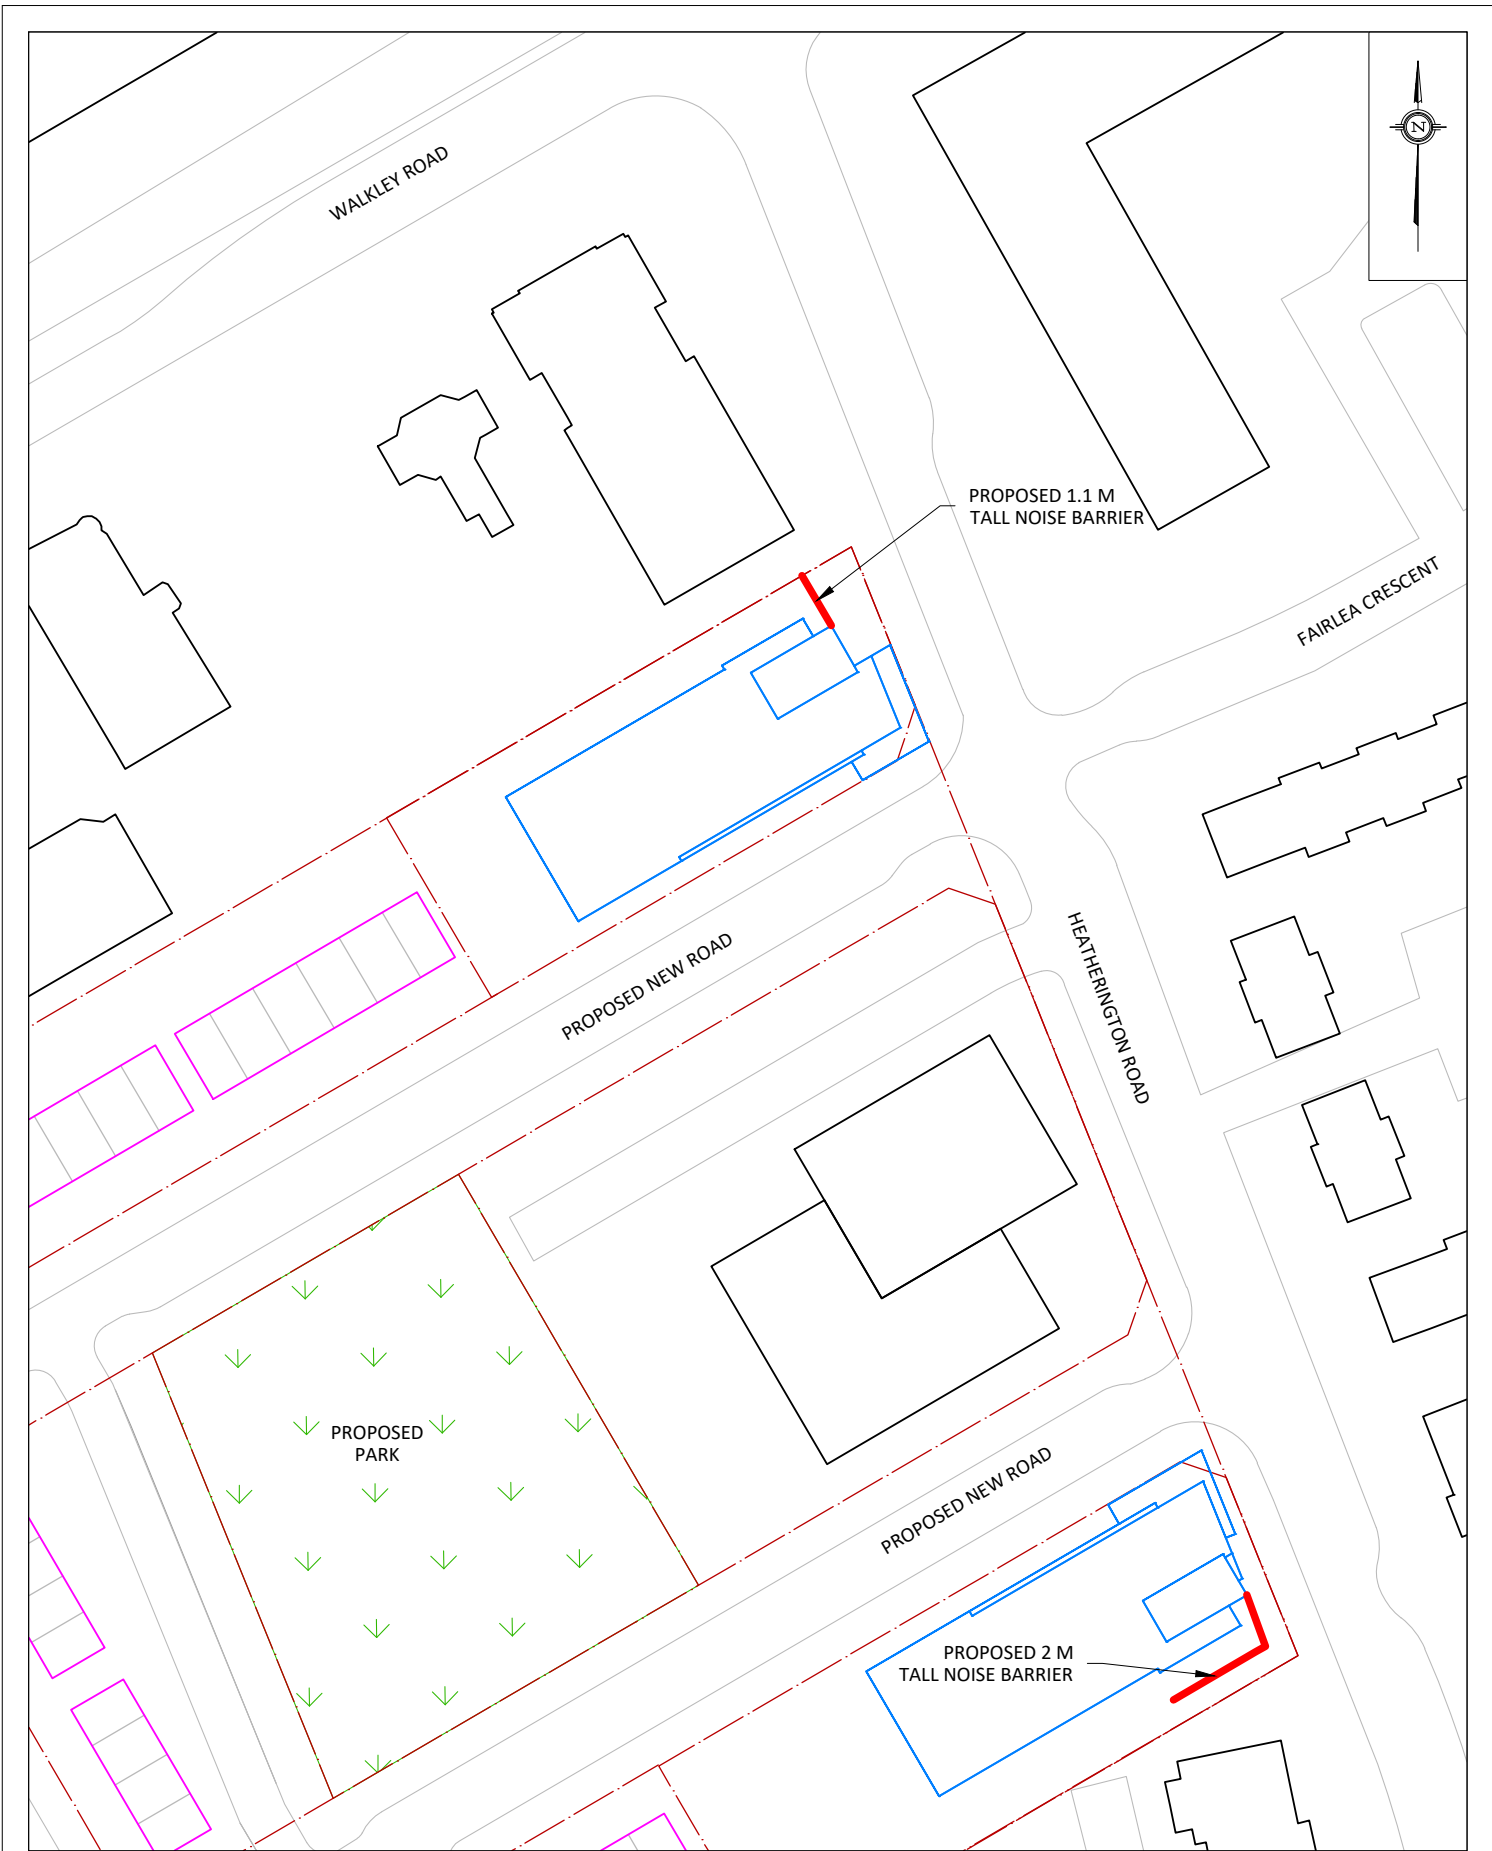 N
WALKLEY ROAD
PROPOSED 1.1 M
TALL NOISE BARRIER
FAIRLEA CRESCENT
PROPOSED NEW ROAD
HEATHERINGTON ROAD
PROPOSED
PARK
PROPOSED NEW ROAD
PROPOSED 2 M
TALL NOISE BARRIER